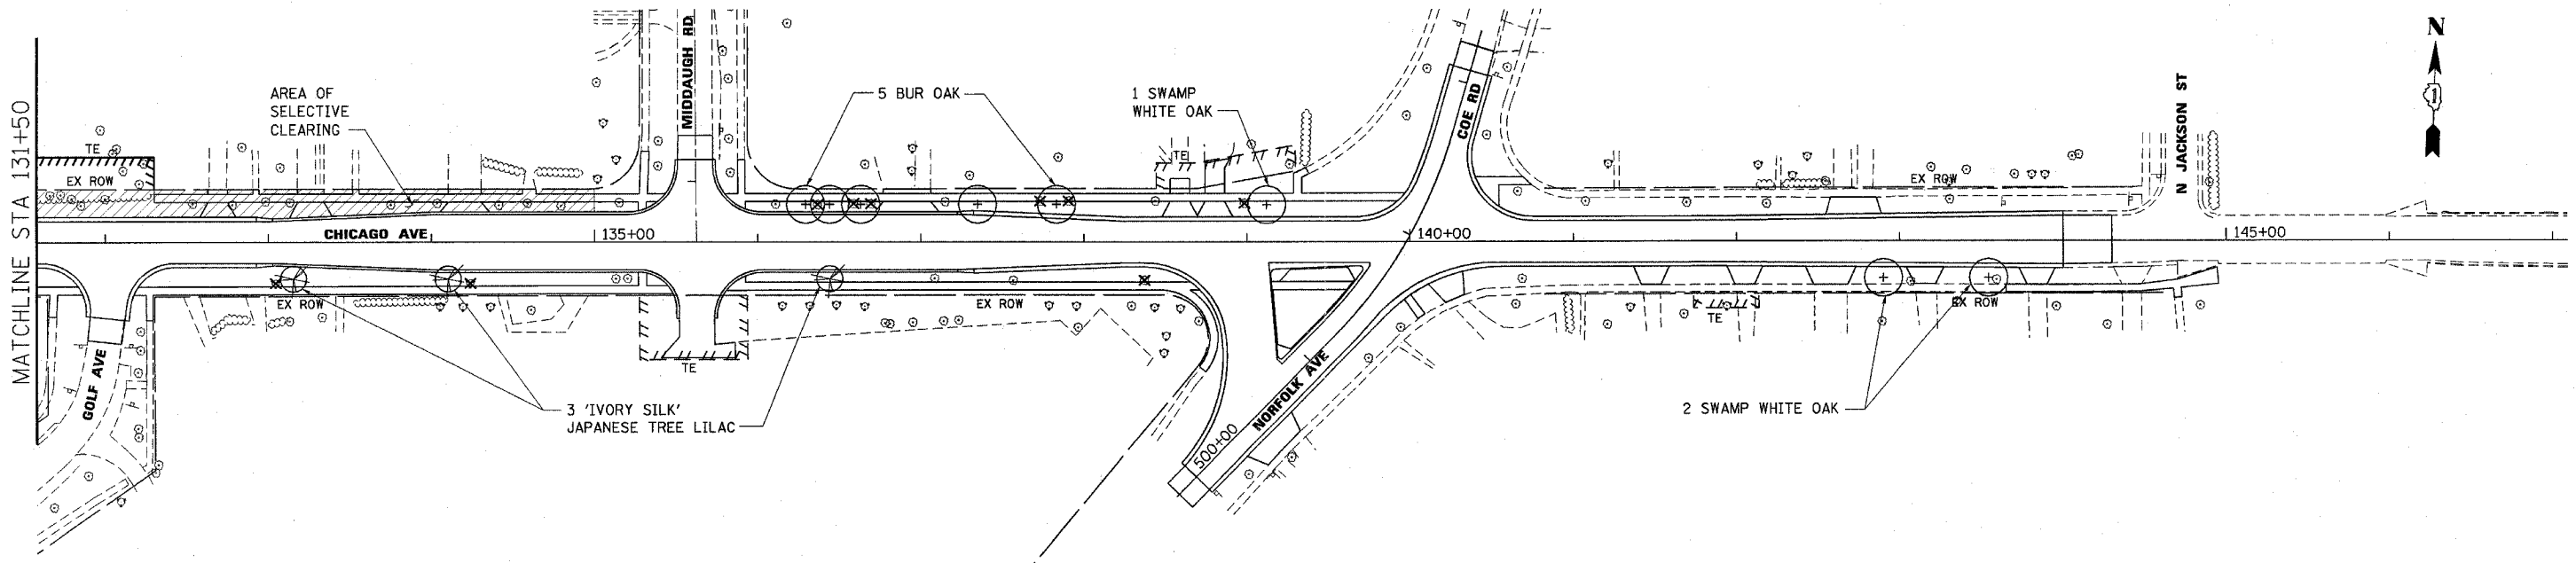 MATCHLINE STA 131+50
TE
EX ROW
AREA OF
SELECTIVE
CLEARING
MIDDAUGH RD
5 BUR OAK
1 SWAMP
WHITE OAK
TE
COE RD
EX ROW
N JACKSON ST
N
1
CHICAGO AVE
135+00
140+00
145+00
EX ROW
EX ROW
EX ROW
TE
TE
GOLF AVE
3 'IVORY SILK'
JAPANESE TREE LILAC
NORFOLK AVE
500+00
2 SWAMP WHITE OAK